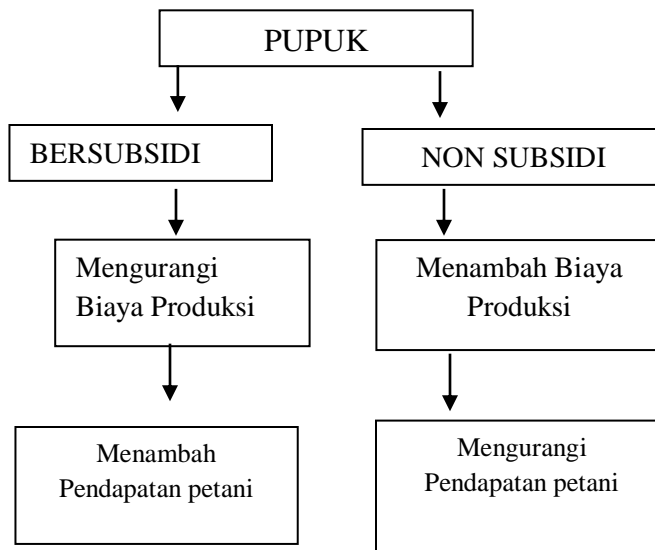 PUPUK
BERSUBSIDI
NON SUBSIDI
Mengurangi
Biaya Produksi
Menambah Biaya
Produksi
Menambah
Pendapatan petani
Mengurangi
Pendapatan petani